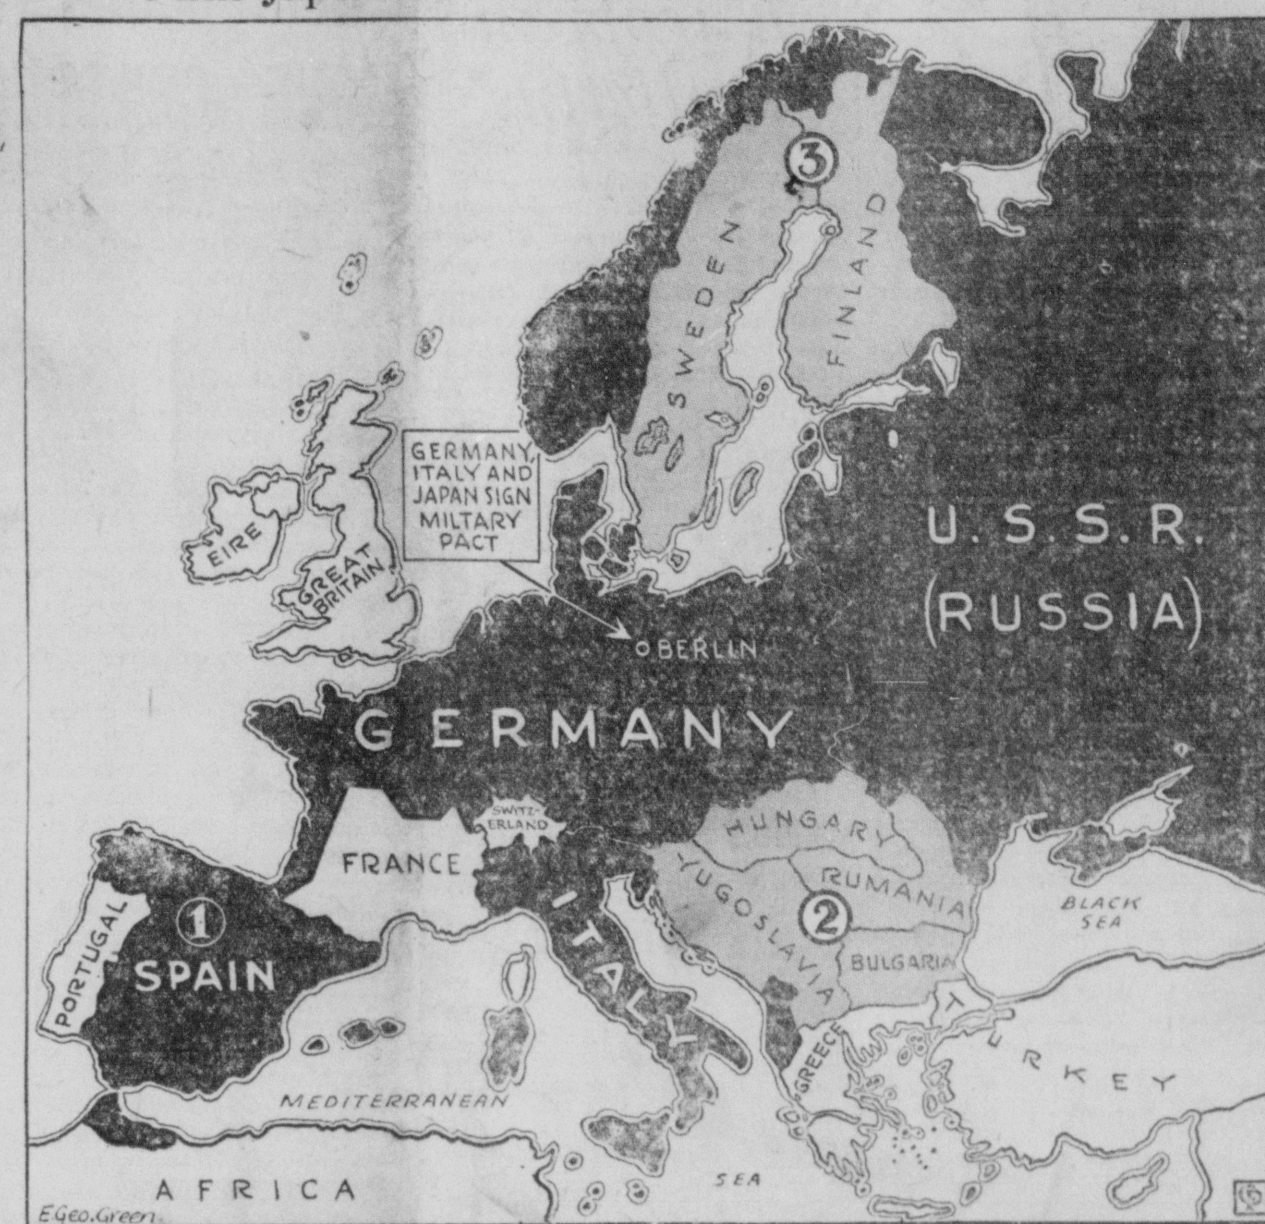 3
SWEDEN
FINLAND
GERMANY,
ITALY AND
JAPAN SIGN
MILTARY
PACT
EIRE
GREAT
BRITAIN
U.S.S.R.
(RUSSIA)
BERLIN
GERMANY
SWITZ-
ERLAND
HUNGARY
FRANCE
YUGOSLAVIA
RUMANIA
1
2
BLACK
SEA
ITALY
PORTUGAL
SPAIN
BULGARIA
TURKEY
GREECE
MEDITERRANEAN
SEA
AFRICA
E.Geo.Green.